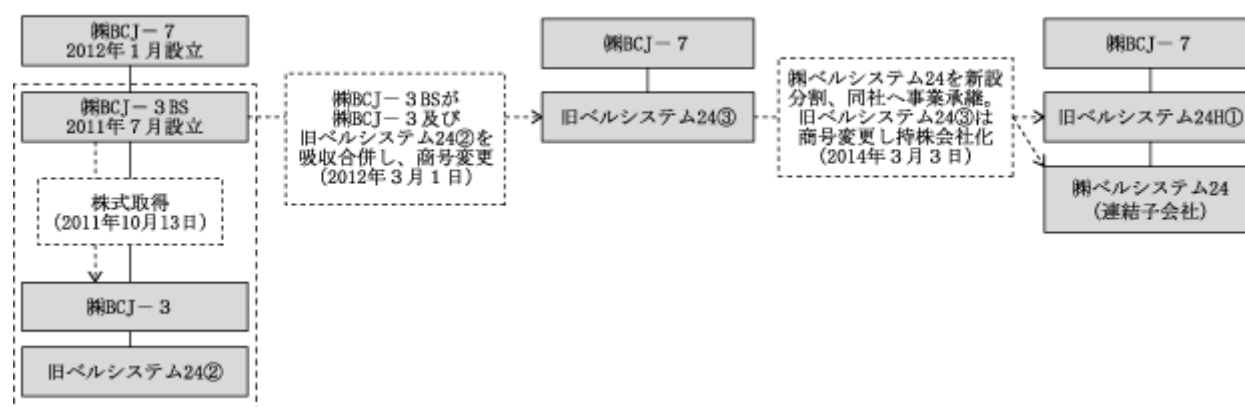 ㈱BCJ－7
2012年1月設立
㈱BCJ－3BS
2011年7月設立
株式取得
(2011年10月13日)
㈱BCJ－3
旧ベルシステム24②
㈱BCJ－3BSが
㈱BCJ－3及び
旧ベルシステム24②を
吸収合併し、商号変更
(2012年3月1日)
㈱BCJ－7
旧ベルシステム24③
㈱ベルシステム24を新設
分割、同社へ事業承継。
旧ベルシステム24③は
商号変更し持株会社化
(2014年3月3日)
㈱BCJ－7
旧ベルシステム24H①
㈱ベルシステム24
(連結子会社)